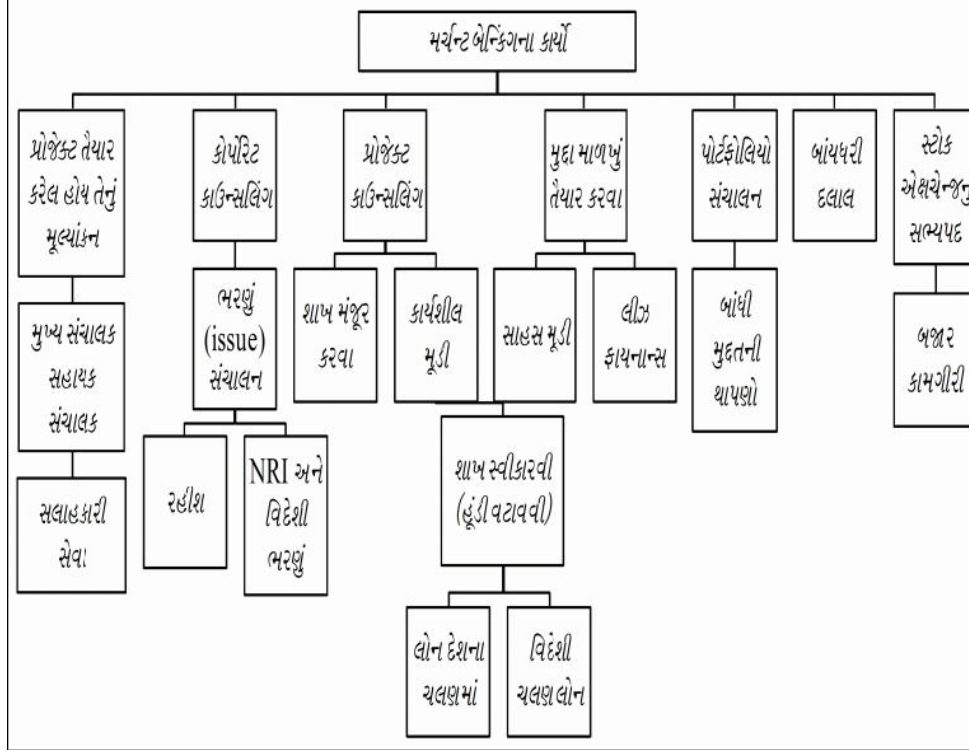 મર્ચન્ટ બેન્કિંગના કાર્યો
પ્રોજેક્ટ તૈયાર
કરેલ હોય તેનું
મૂલ્યાંકન
કોર્પોરેટ
કાઉન્સલિંગ
પ્રોજેક્ટ
કાઉન્સલિંગ
મુદ્દા માળખું
તૈયાર કરવા
પોર્ટફોલિયો
સંચાલન
બાંયધરી
દલાલ
સ્ટોક
એક્ષચેન્જનુ
સભ્યપદ
મુખ્ય સંચાલક
સહાયક
સંચાલક
ભરણું
(issue)
સંચાલન
શાખ મંજૂર
કરવા
કાર્યશીલ
મૂડી
સાહસ મૂડી
લીઝ
ફાયનાન્સ
બાંધી
મુદ્દતની
થાપણો
બજાર
કામગીરી
સલાહકારી
સેવા
રહીશ
NRI અને
વિદેશી
ભરણું
શાખ સ્વીકારવી
(હૂંડી વટાવવી)
લોન દેશના
ચલણમાં
વિદેશી
ચલણ લોન